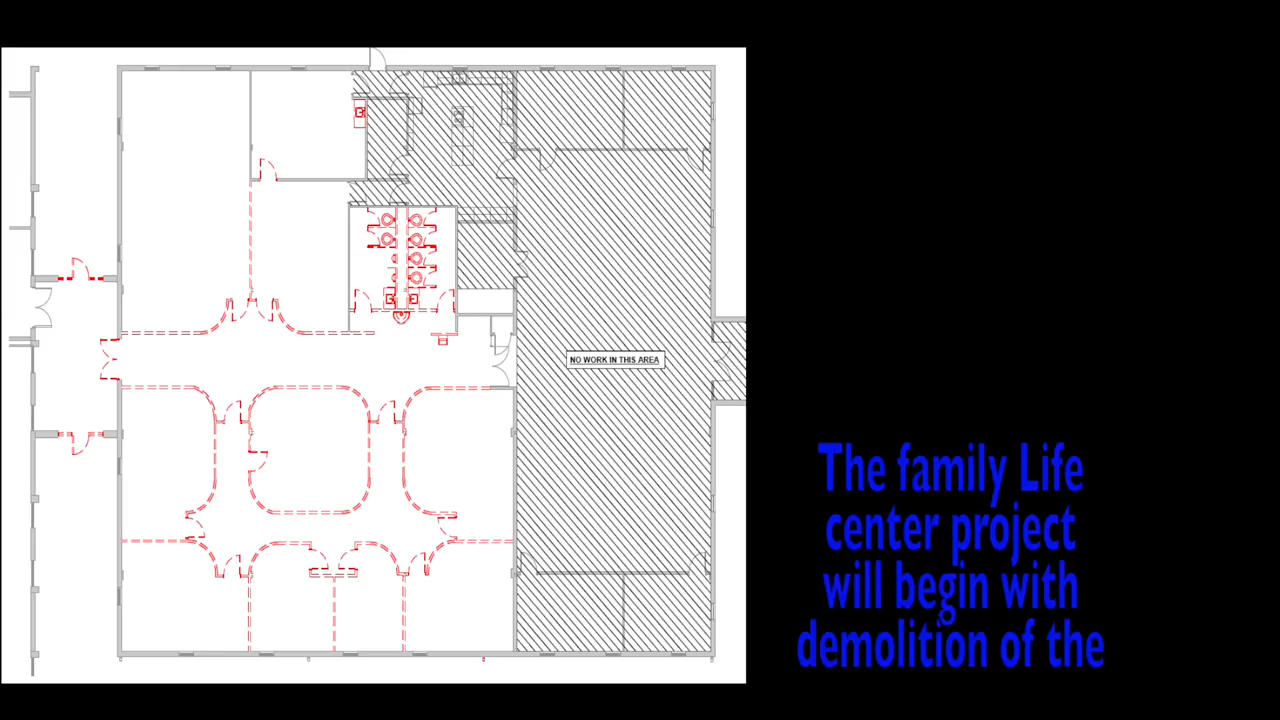 NO WORK IN THIS AREA
The family Life
center project
will begin with
demolition of the